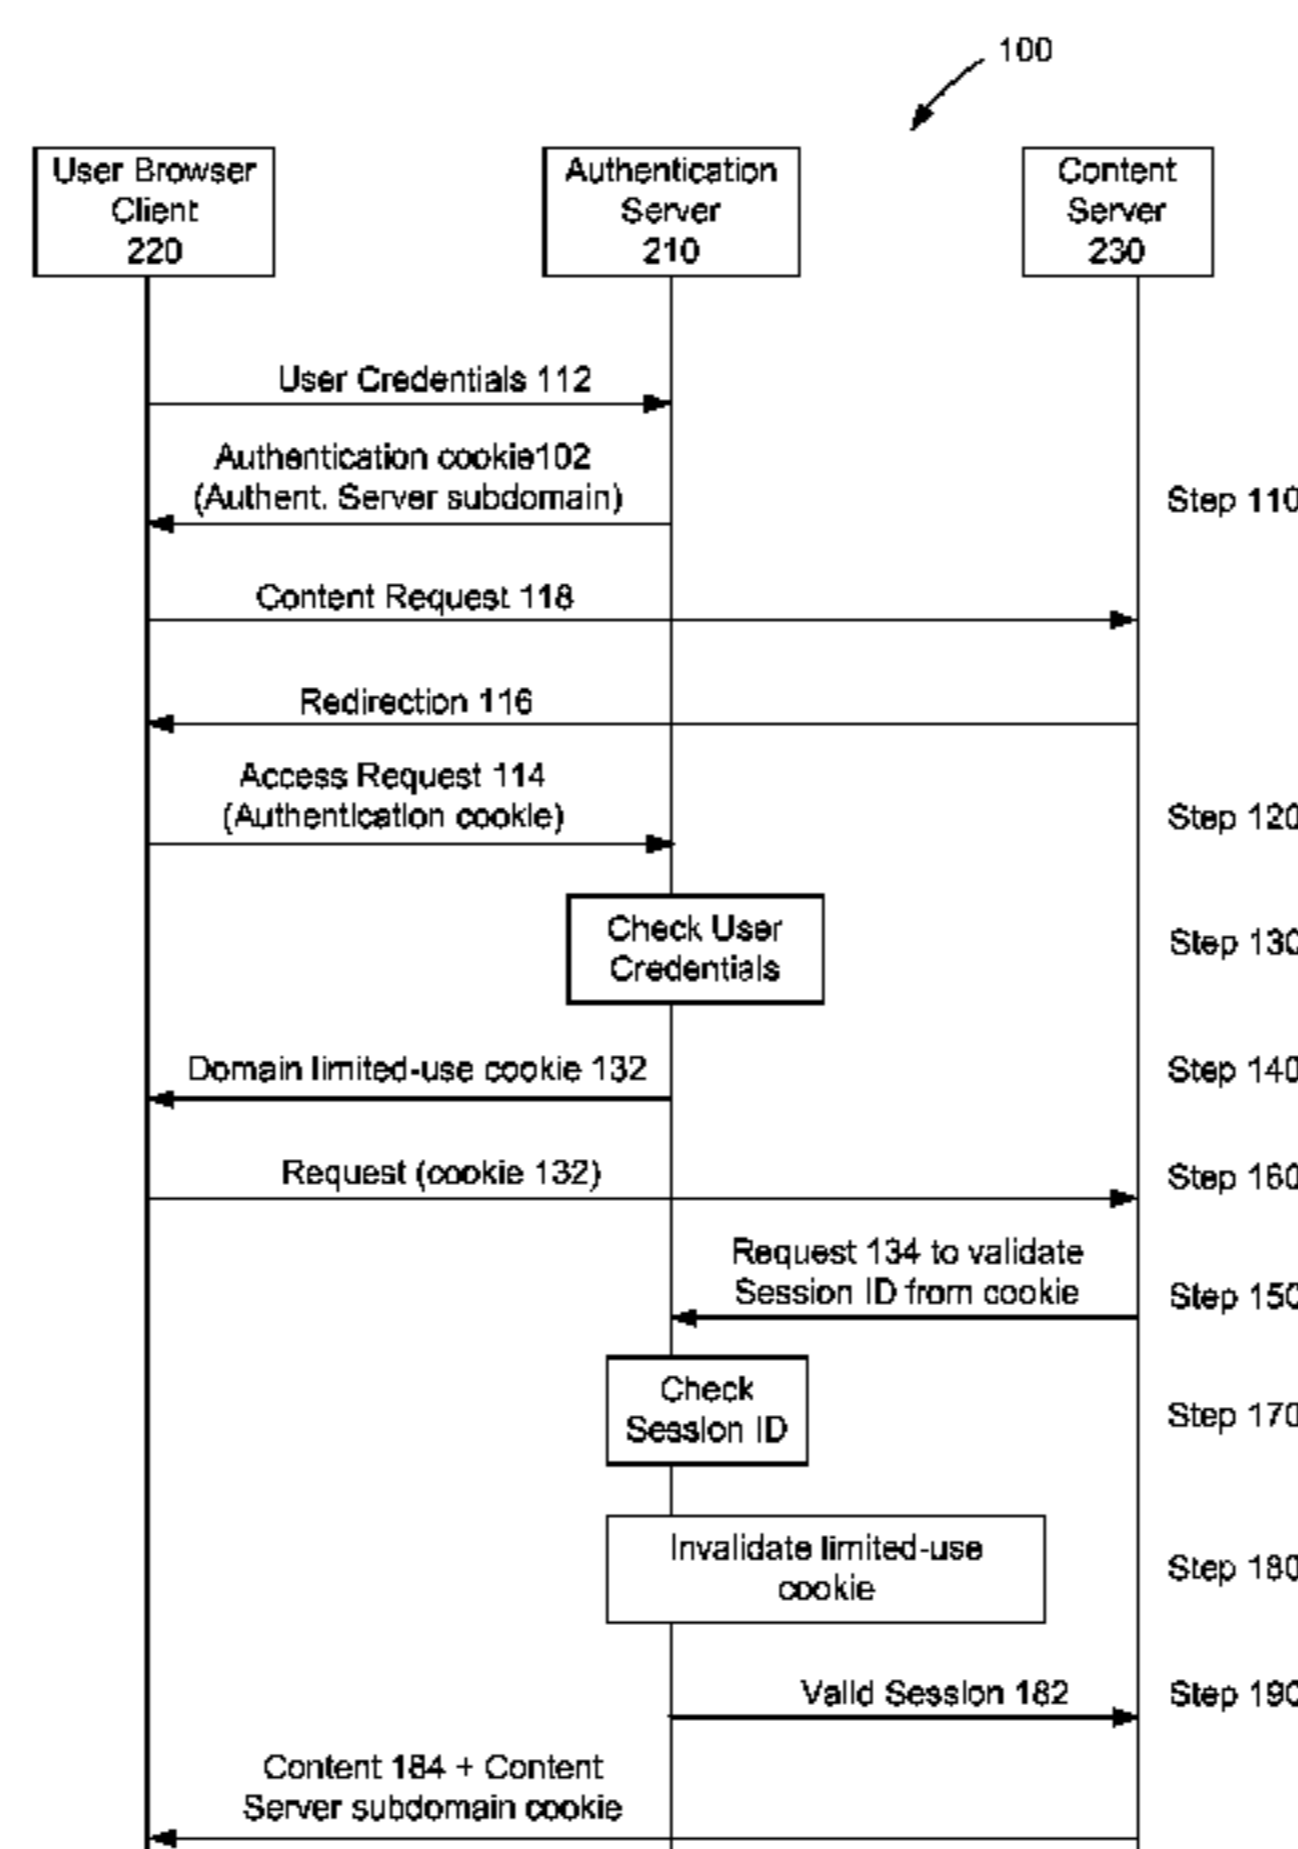 100
User Browser
Client
220
Authentication
Server
210
Content
Server
230
User Credentials 112
Authentication cookie102
(Authent. Server subdomain)
Step 110
Content Request 118
Redirection 116
Access Request 114
(Authentication cookie)
Step 120
Check User
Credentials
Step 130
Domain limited-use cookie 132
Step 140
Request (cookie 132)
Step 160
Request 134 to validate
Session ID from cookie
Step 150
Check
Session ID
Step 170
Invalidate limited-use
cookie
Step 180
Valid Session 182
Step 190
Content 184 + Content
Server subdomain cookie